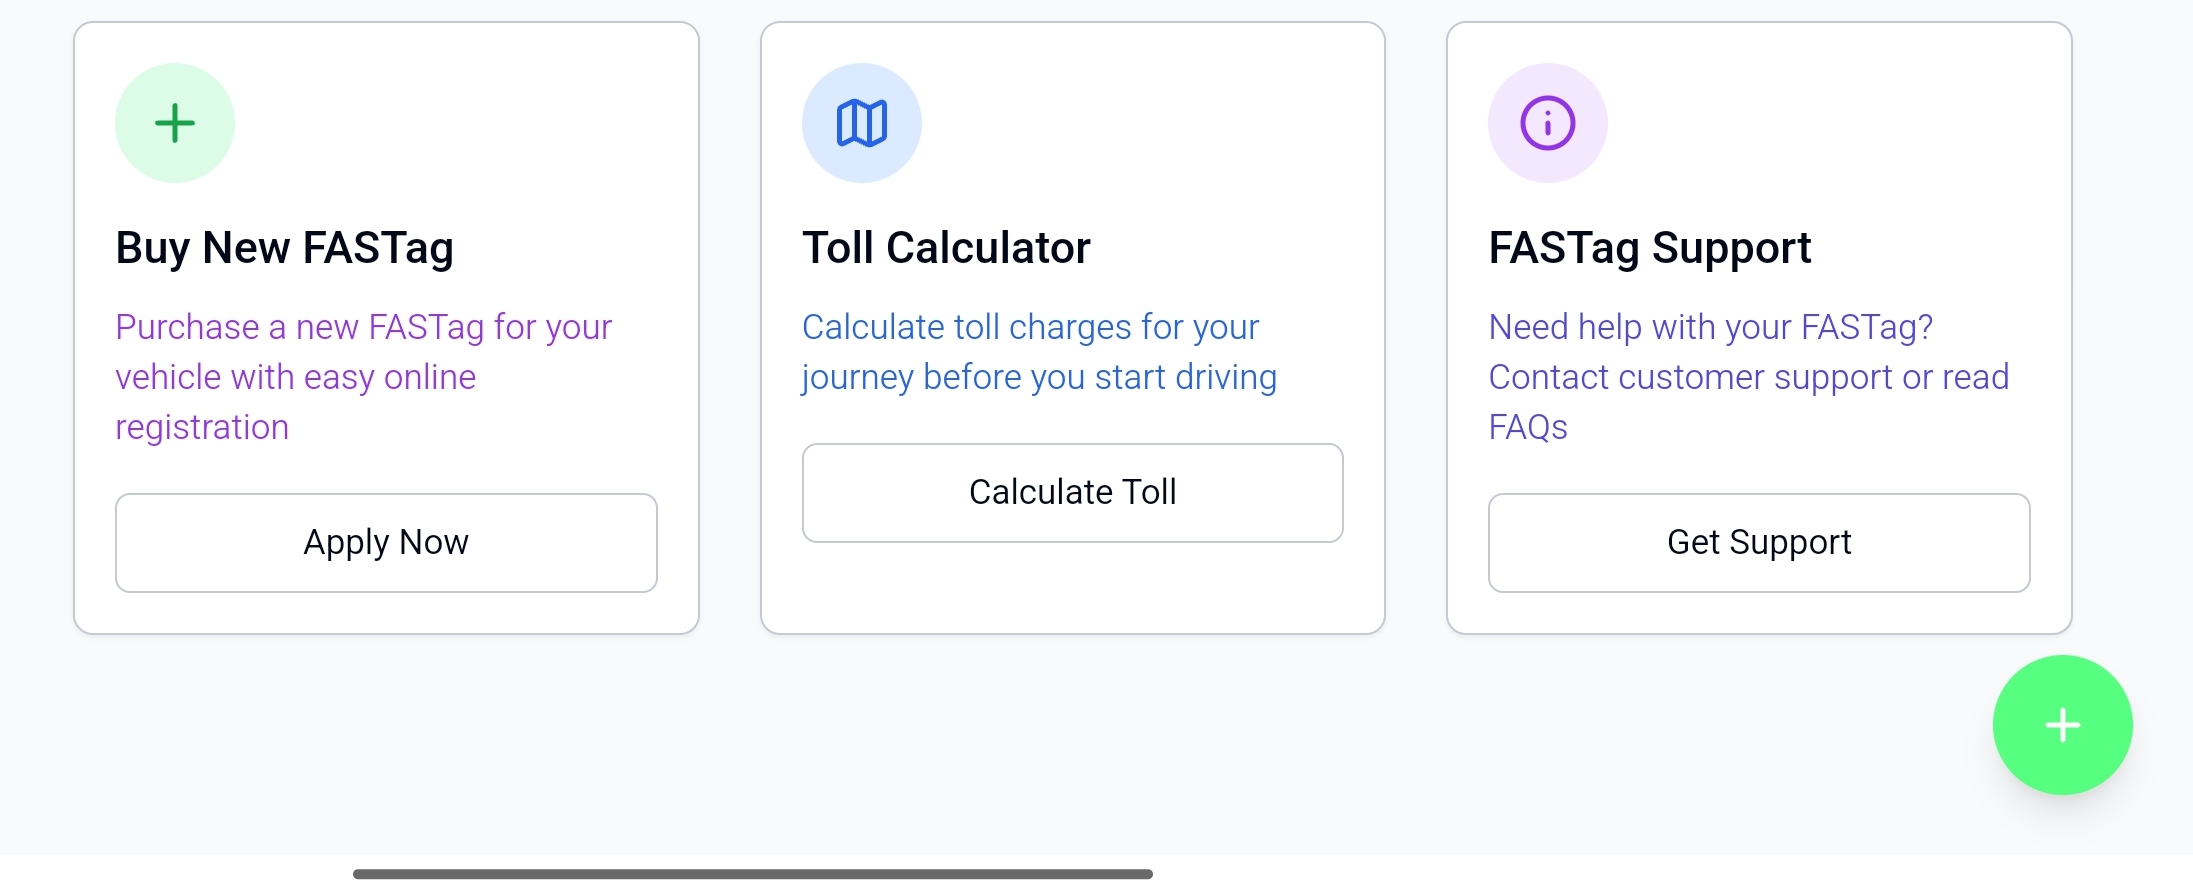 Buy New FASTag
Purchase a new FASTag for your
vehicle with easy online
registration
Apply Now
Toll Calculator
Calculate toll charges for your
journey before you start driving
Calculate Toll
FASTag Support
Need help with your FASTag?
Contact customer support or read
FAQs
Get Support